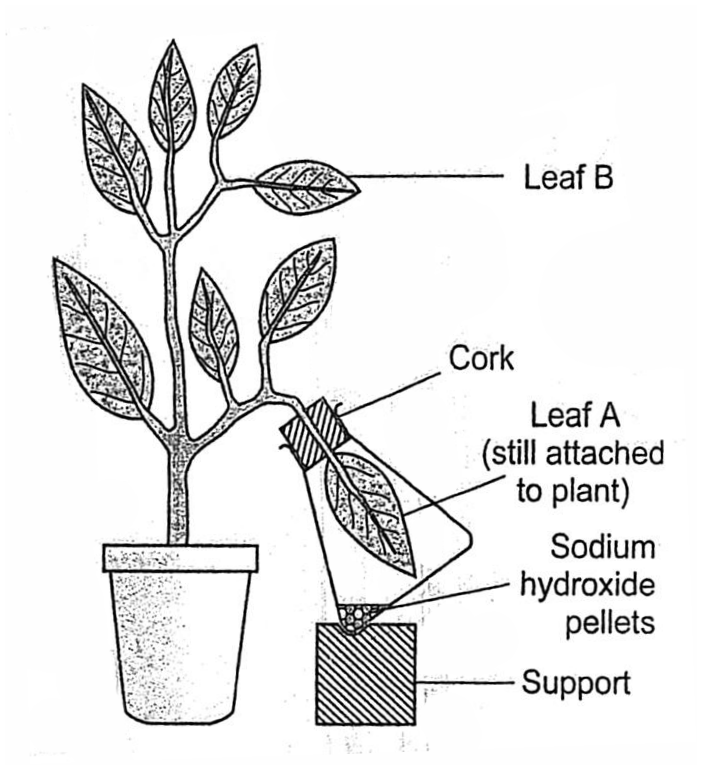 Leaf B
Cork
Leaf A
(still attached
to plant)
Sodium
hydroxide
pellets
Support